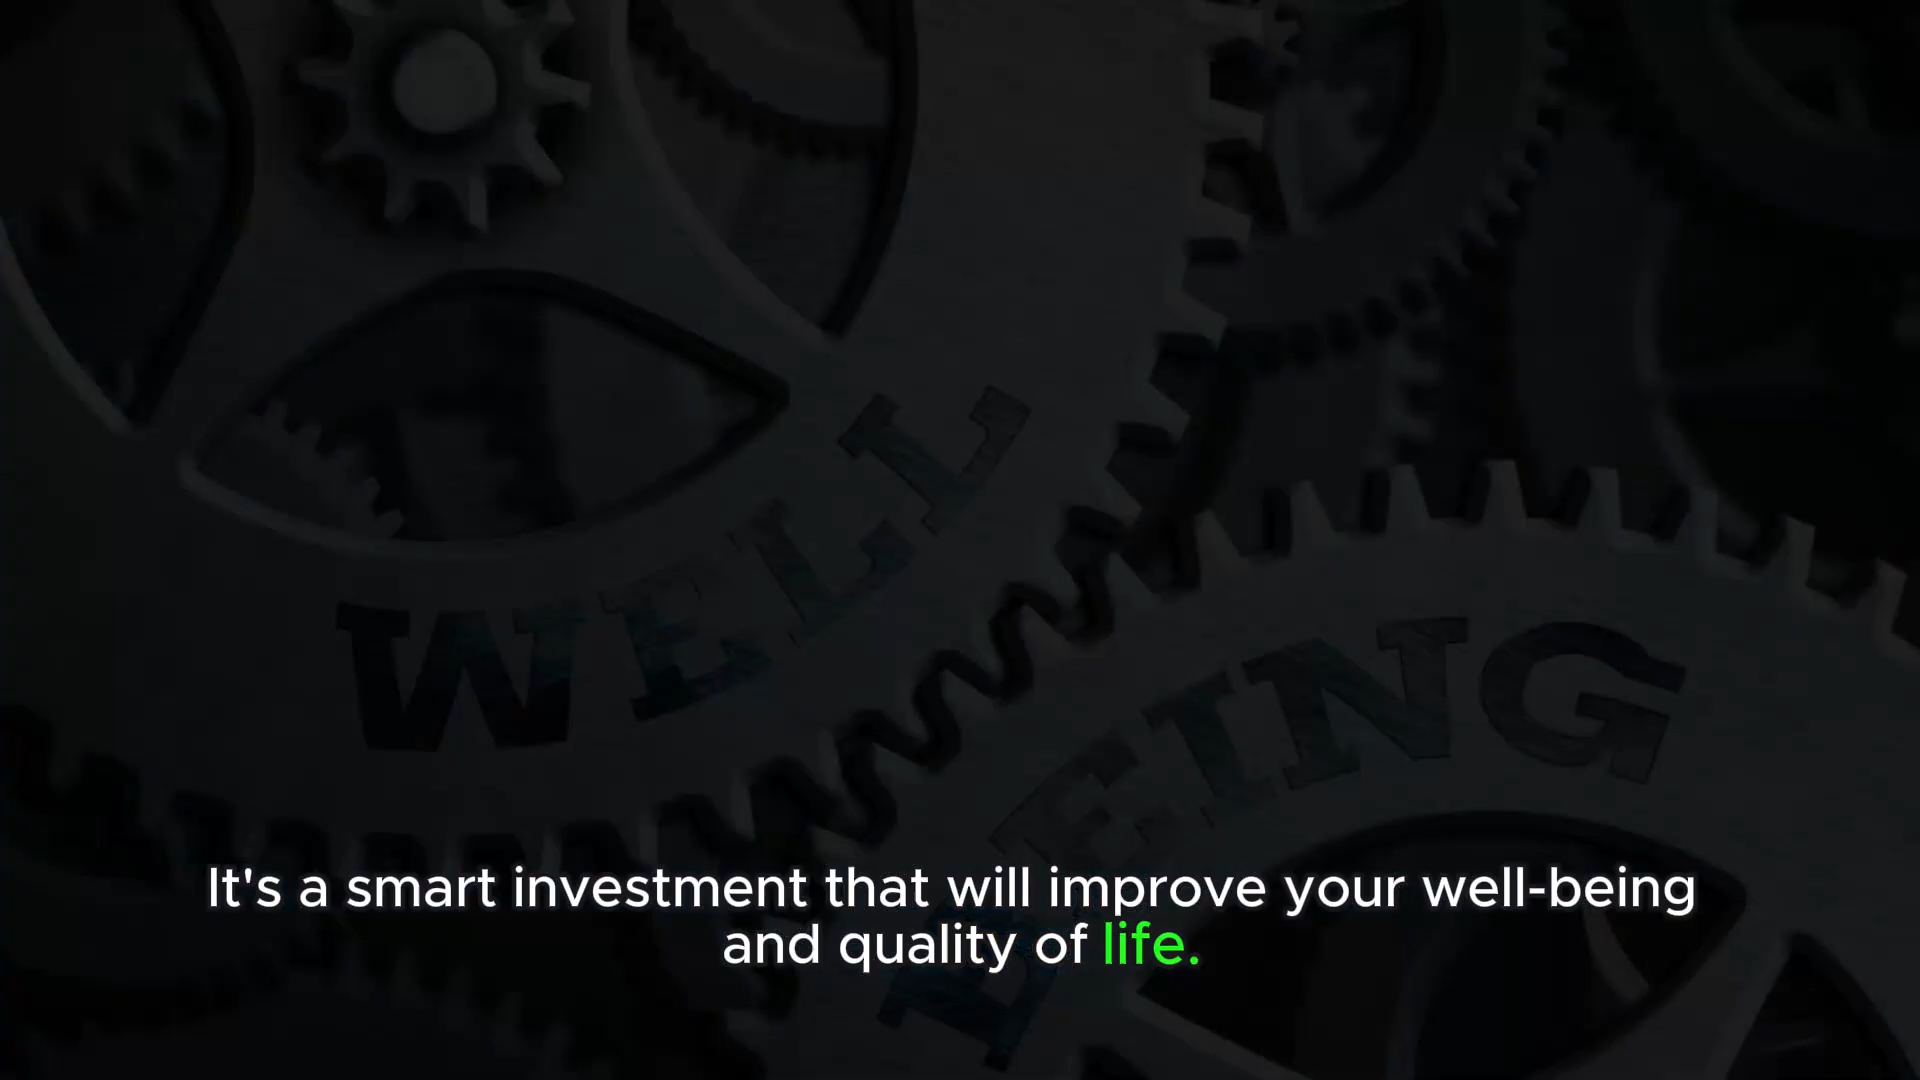 WELL
BEING
It's a smart investment that will improve your well-being
and quality of life.